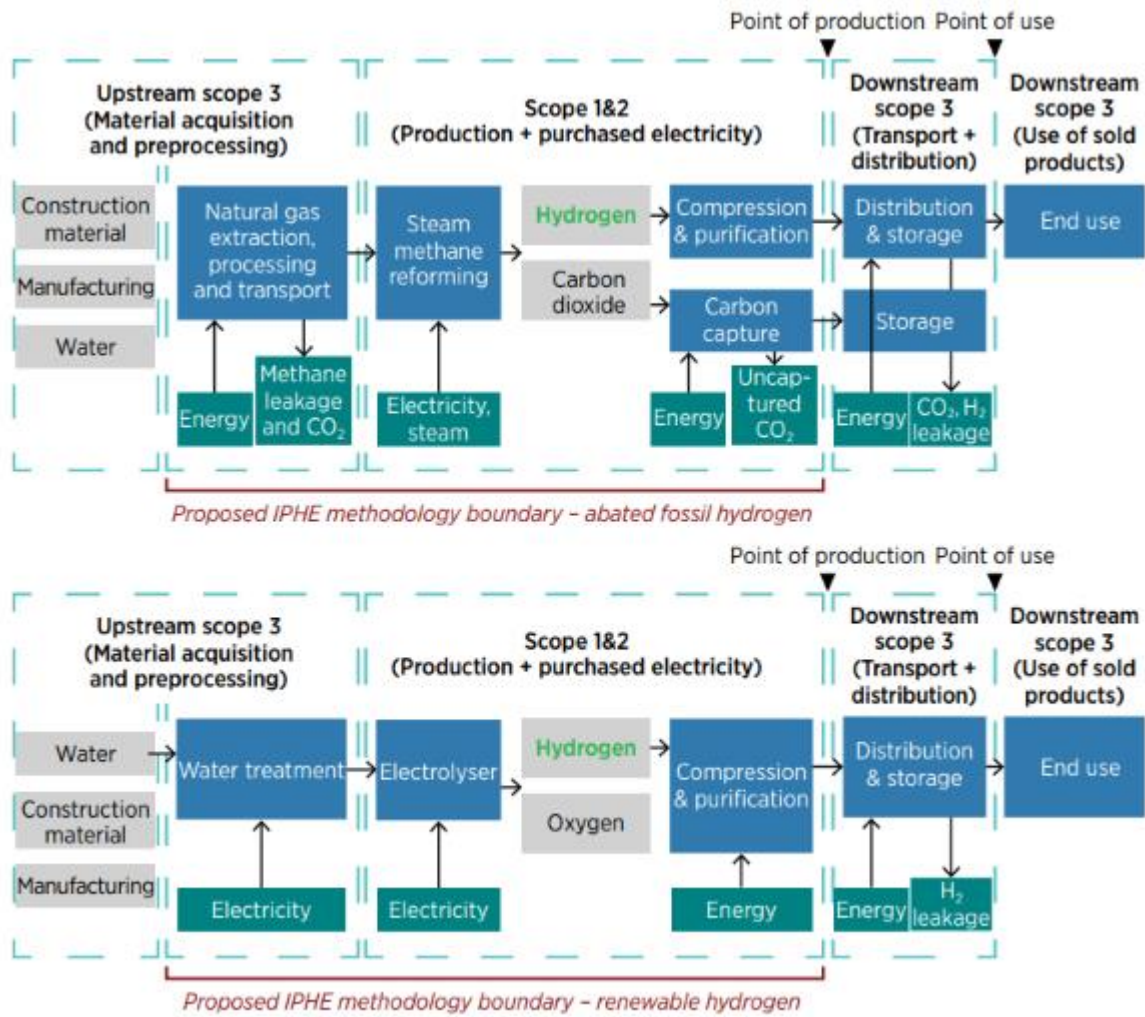 Point of production Point of use
Upstream scope 3
(Material acquisition
and preprocessing)
Scope 1&2
(Production + purchased electricity)
Downstream
scope 3
(Transport +
distribution)
Downstream
scope 3
(Use of sold
products)
Construction
material
Manufacturing
Water
Natural gas
extraction,
processing
and transport
Steam
methane
reforming
Hydrogen
Carbon
dioxide
Compression
& purification
Carbon
capture
Distribution
& storage
Storage
End use
Energy
Methane
leakage
and CO₂
Electricity,
steam
Energy
Uncap-
tured
CO₂
Energy
CO₂, H₂
leakage
Proposed IPHE methodology boundary – abated fossil hydrogen
Point of production Point of use
Upstream scope 3
(Material acquisition
and preprocessing)
Scope 1&2
(Production + purchased electricity)
Downstream
scope 3
(Transport +
distribution)
Downstream
scope 3
(Use of sold
products)
Water
Construction
material
Manufacturing
Water treatment
Electrolyser
Hydrogen
Oxygen
Compression
& purification
Distribution
& storage
End use
Electricity
Electricity
Energy
Energy
H₂
leakage
Proposed IPHE methodology boundary – renewable hydrogen